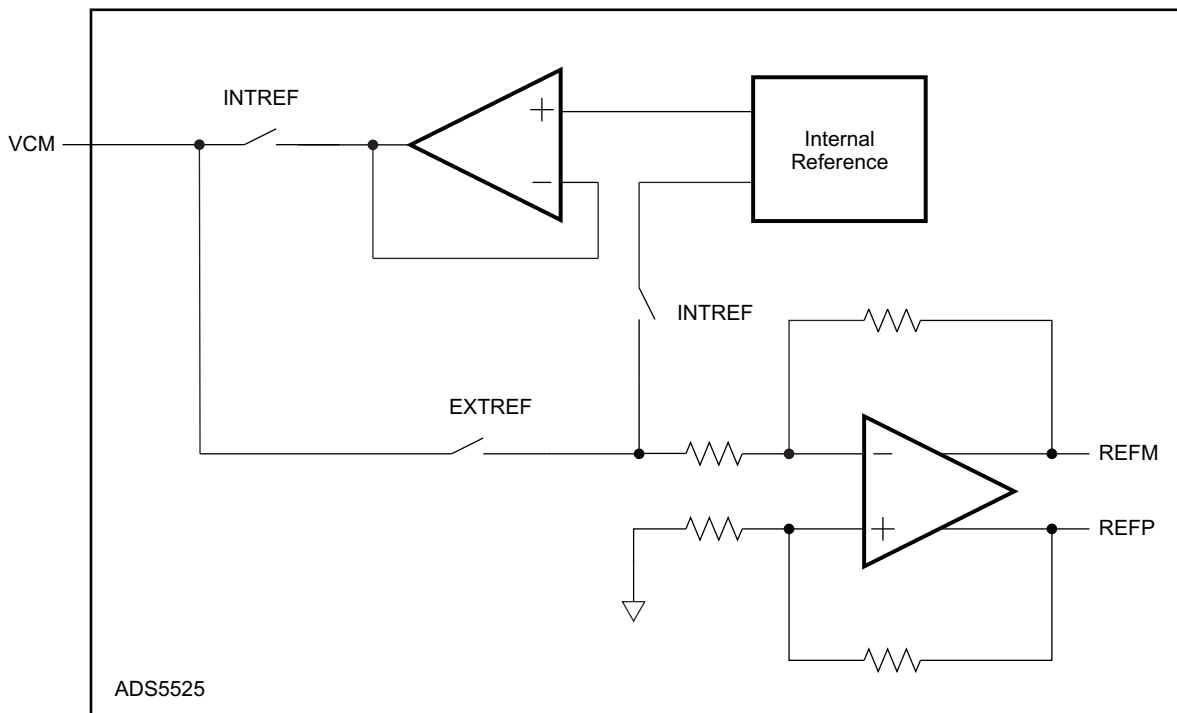 INTREF
VCM
Internal
Reference
INTREF
EXTREF
REFM
REFP
ADS5525